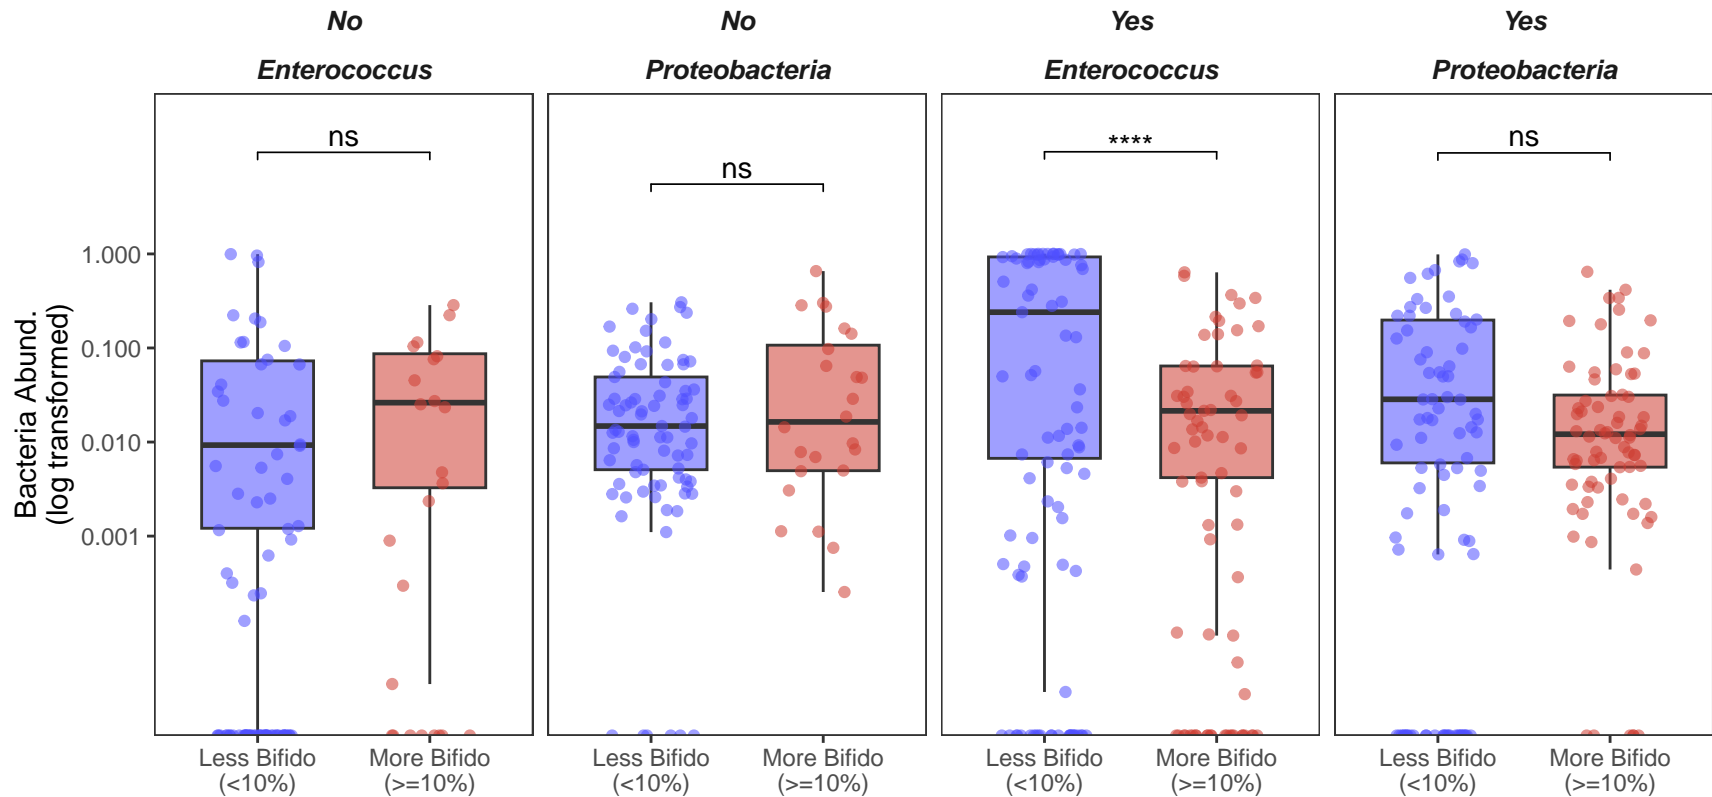 No No Yes Yes
Enterococcus Proteobacteria Enterococcus Proteobacteria
ns ns **** ns
1.000
0.100
0.010
0.001
Bacteria Abund.
(log transformed)
Less Bifido More Bifido Less Bifido More Bifido Less Bifido More Bifido Less Bifido More Bifido
(<10%) (>=10%) (<10%) (>=10%) (<10%) (>=10%) (<10%) (>=10%)